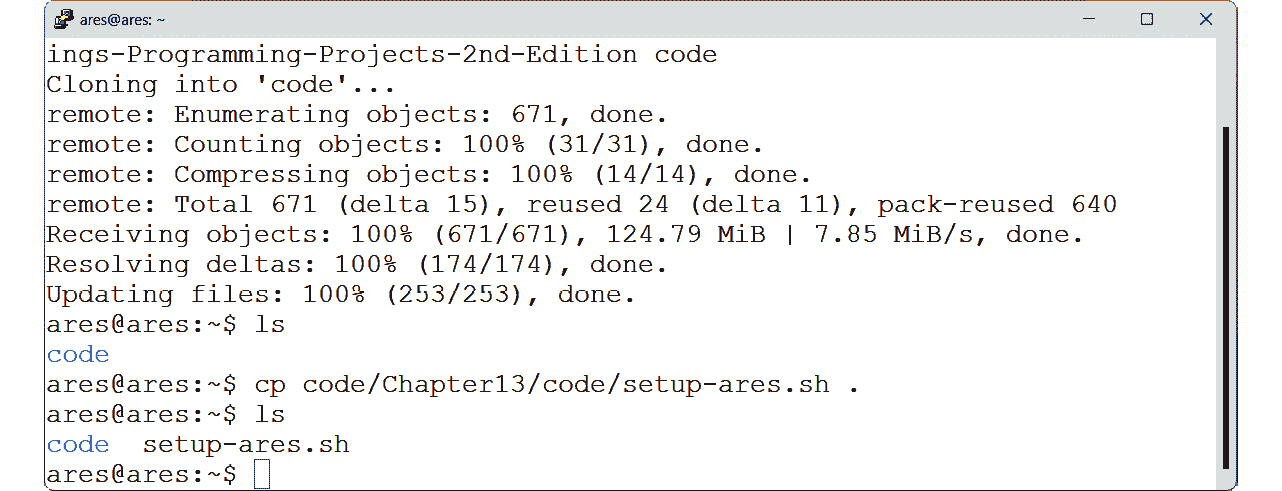 ares@ares: ~
ings-Programming-Projects-2nd-Edition code
Cloning into 'code'...
remote: Enumerating objects: 671, done.
remote: Counting objects: 100% (31/31), done.
remote: Compressing objects: 100% (14/14), done.
remote: Total 671 (delta 15), reused 24 (delta 11), pack-reused 640
Receiving objects: 100% (671/671), 124.79 MiB | 7.85 MiB/s, done.
Resolving deltas: 100% (174/174), done.
Updating files: 100% (253/253), done.
ares@ares:~$ ls
code
ares@ares:~$ cp code/Chapter13/code/setup-ares.sh .
ares@ares:~$ ls
code  setup-ares.sh
ares@ares:~$